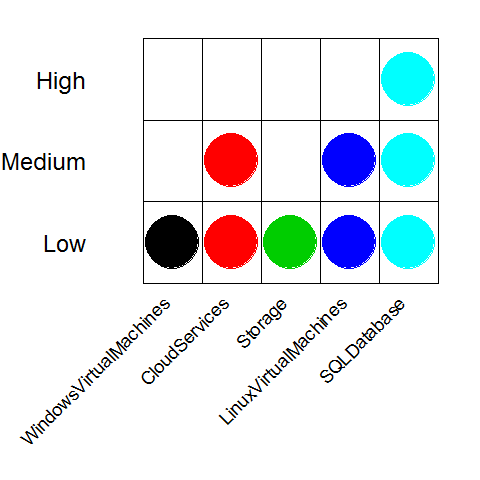 High
Medium
Low
WindowsVirtualMachines
CloudServices
Storage
LinuxVirtualMachines
SQLDatabase